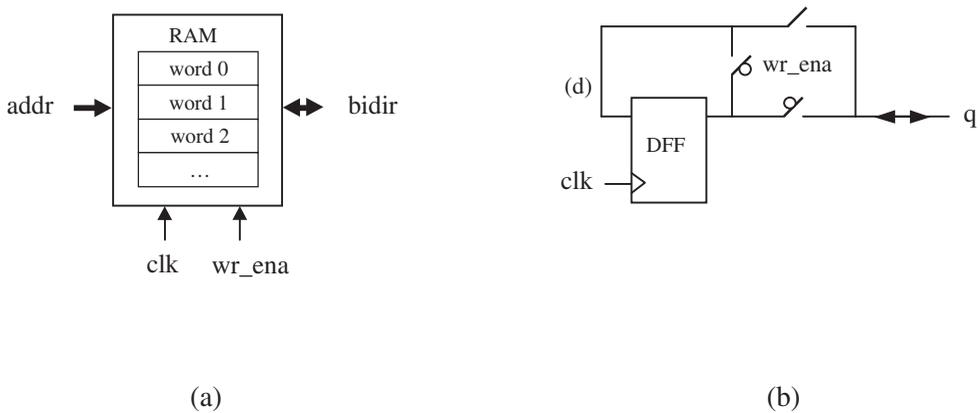 RAM
word 0
word 1
word 2
...
addr
bidir
clk wr_ena
(a)
wr_ena
(d)
DFF
q
clk
(b)